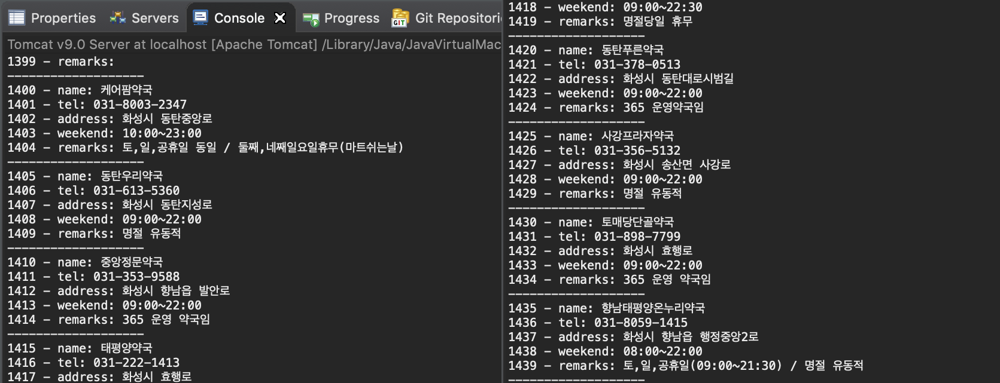 Properties Servers Console Progress Git Repositori
Tomcat v9.0 Server at localhost [Apache Tomcat] /Library/Java/JavaVirtualMac
1399 - remarks:
-------------------
1400 - name: 케어팜약국
1401 - tel: 031-8003-2347
1402 - address: 화성시 동탄중앙로
1403 - weekend: 10:00~23:00
1404 - remarks: 토,일,공휴일 동일 / 둘째,네째일요일휴무(마트쉬는날)
-------------------
1405 - name: 동탄우리약국
1406 - tel: 031-613-5360
1407 - address: 화성시 동탄지성로
1408 - weekend: 09:00~22:00
1409 - remarks: 명절 유동적
-------------------
1410 - name: 중앙정문약국
1411 - tel: 031-353-9588
1412 - address: 화성시 향남읍 발안로
1413 - weekend: 09:00~22:00
1414 - remarks: 365 운영 약국임
-------------------
1415 - name: 태평양약국
1416 - tel: 031-222-1413
1417 - address: 화성시 효행로
1418 - weekend: 09:00~22:30
1419 - remarks: 명절당일 휴무
-------------------
1420 - name: 동탄푸른약국
1421 - tel: 031-378-0513
1422 - address: 화성시 동탄대로시범길
1423 - weekend: 09:00~22:00
1424 - remarks: 365 운영약국임
-------------------
1425 - name: 사강프라자약국
1426 - tel: 031-356-5132
1427 - address: 화성시 송산면 사강로
1428 - weekend: 09:00~22:00
1429 - remarks: 명절 유동적
-------------------
1430 - name: 토매당단골약국
1431 - tel: 031-898-7799
1432 - address: 화성시 효행로
1433 - weekend: 09:00~22:00
1434 - remarks: 365 운영 약국임
-------------------
1435 - name: 향남태평양온누리약국
1436 - tel: 031-8059-1415
1437 - address: 화성시 향남읍 행정중앙2로
1438 - weekend: 08:00~22:00
1439 - remarks: 토,일,공휴일(09:00~21:30) / 명절 유동적
-------------------